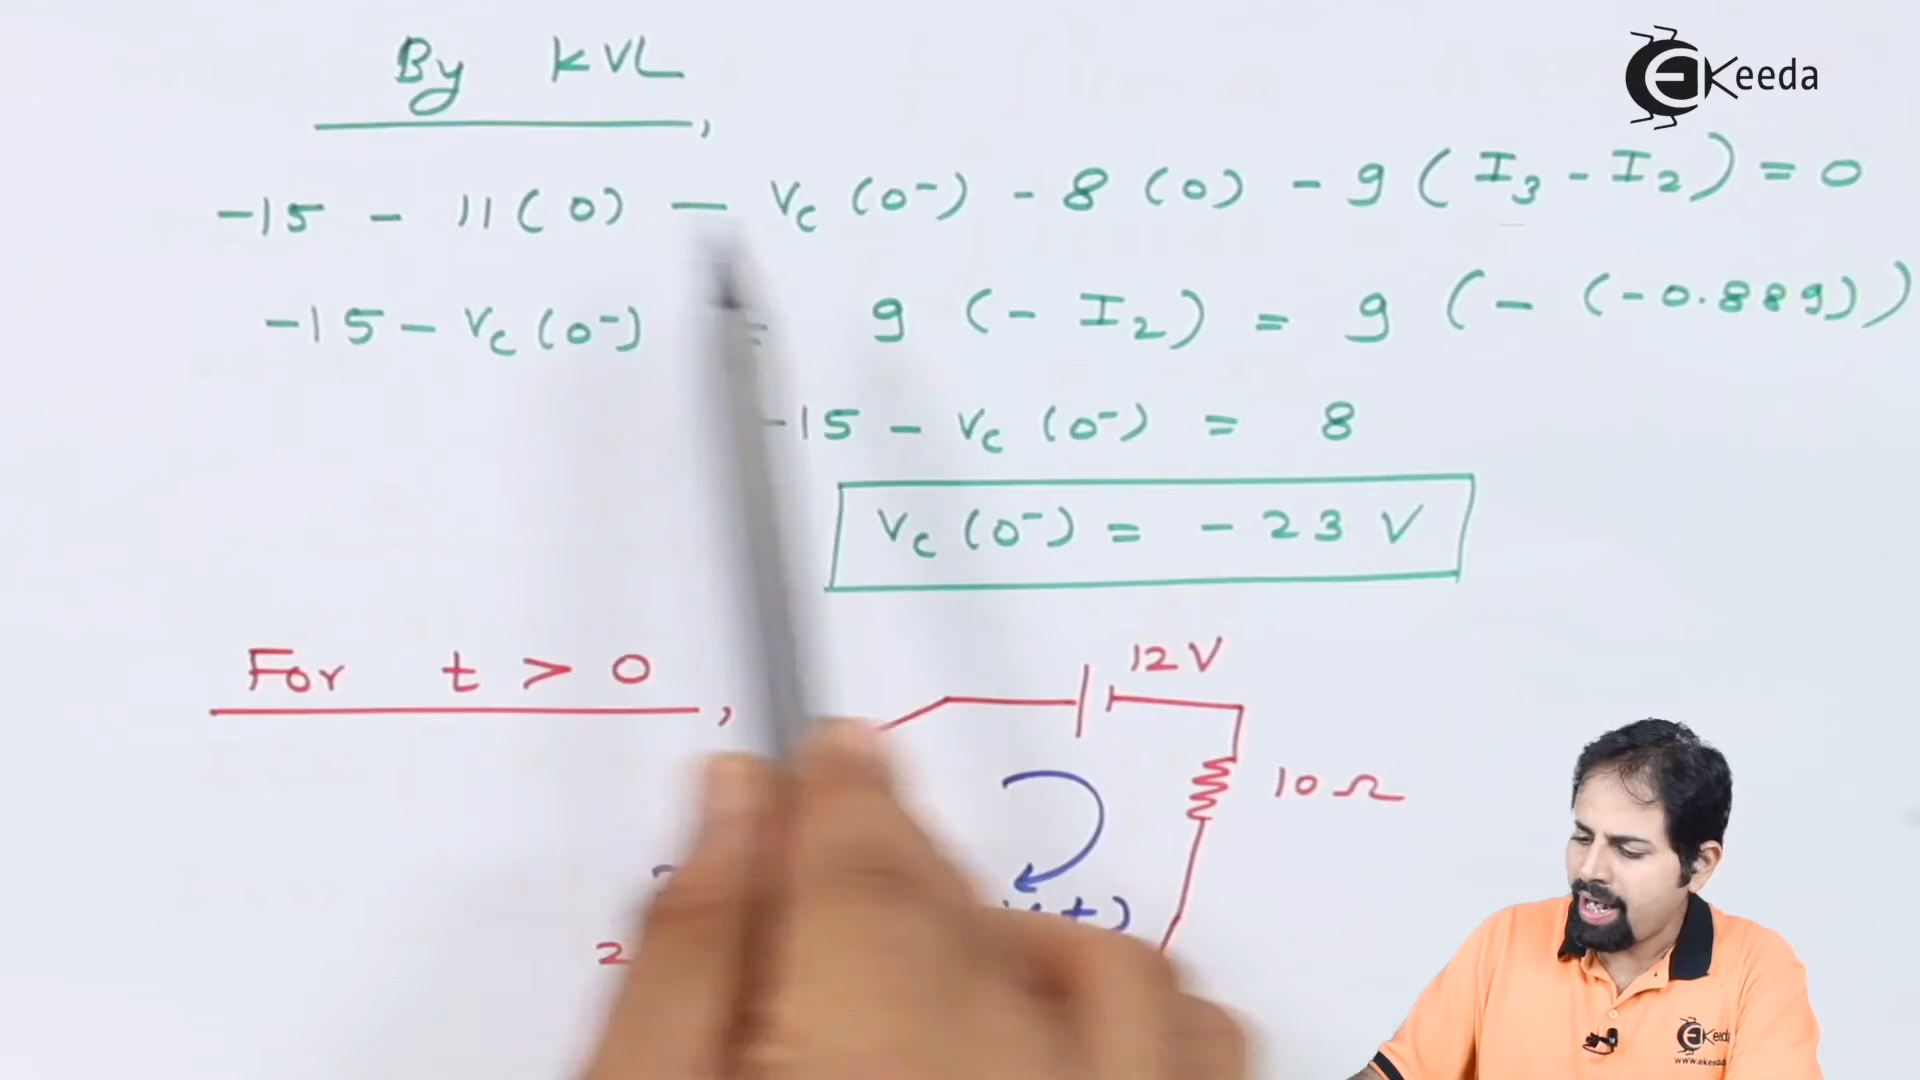 By KVL,
EKeeda
-15 - 11(0) - Vc(0-) - 8(0) - 9(I3 - I2) = 0
-15 - Vc(0-) = 9(- I2) = 9(-(-0.889))
-15 - Vc(0-) = 8
Vc(0-) = -23 V
For t > 0,
12V
10Ω
EKeeda